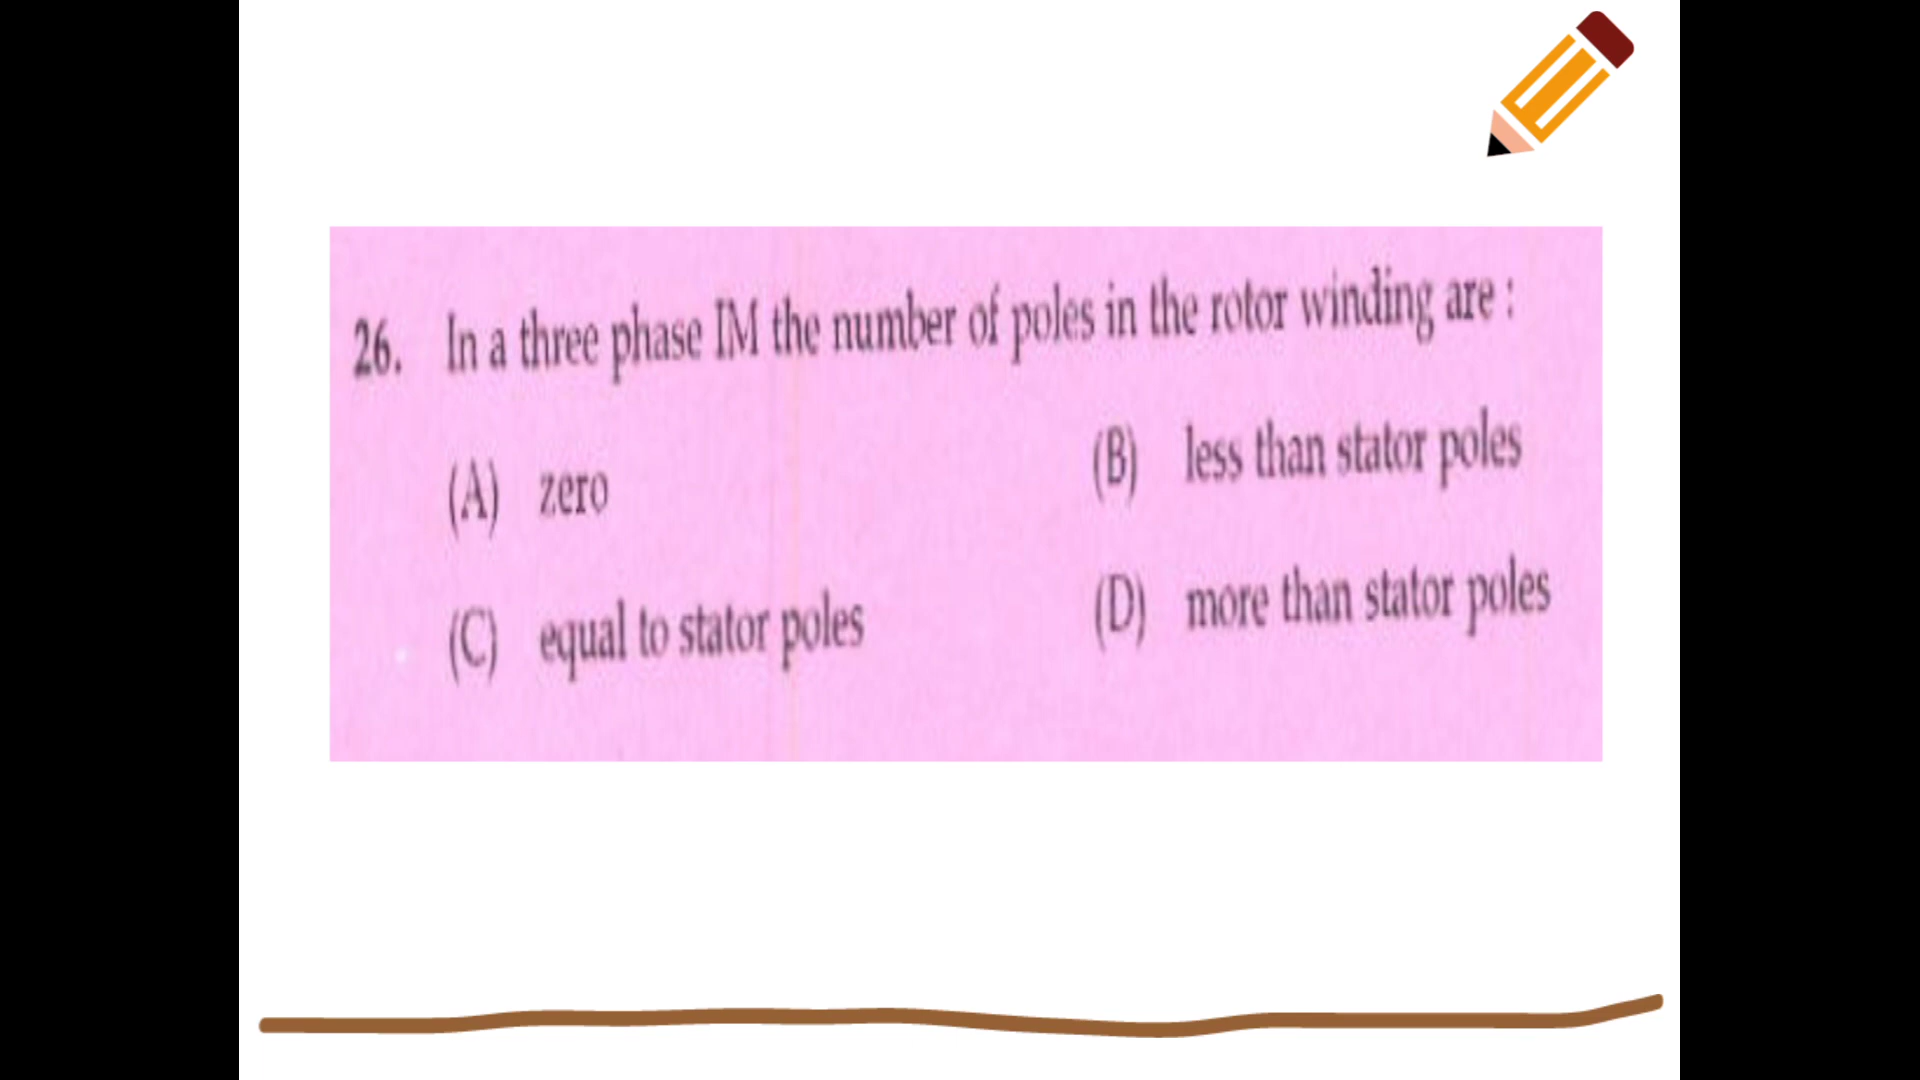 26. In a three phase IM the number of poles in the rotor winding are :
(A) zero (B) less than stator poles
(C) equal to stator poles (D) more than stator poles